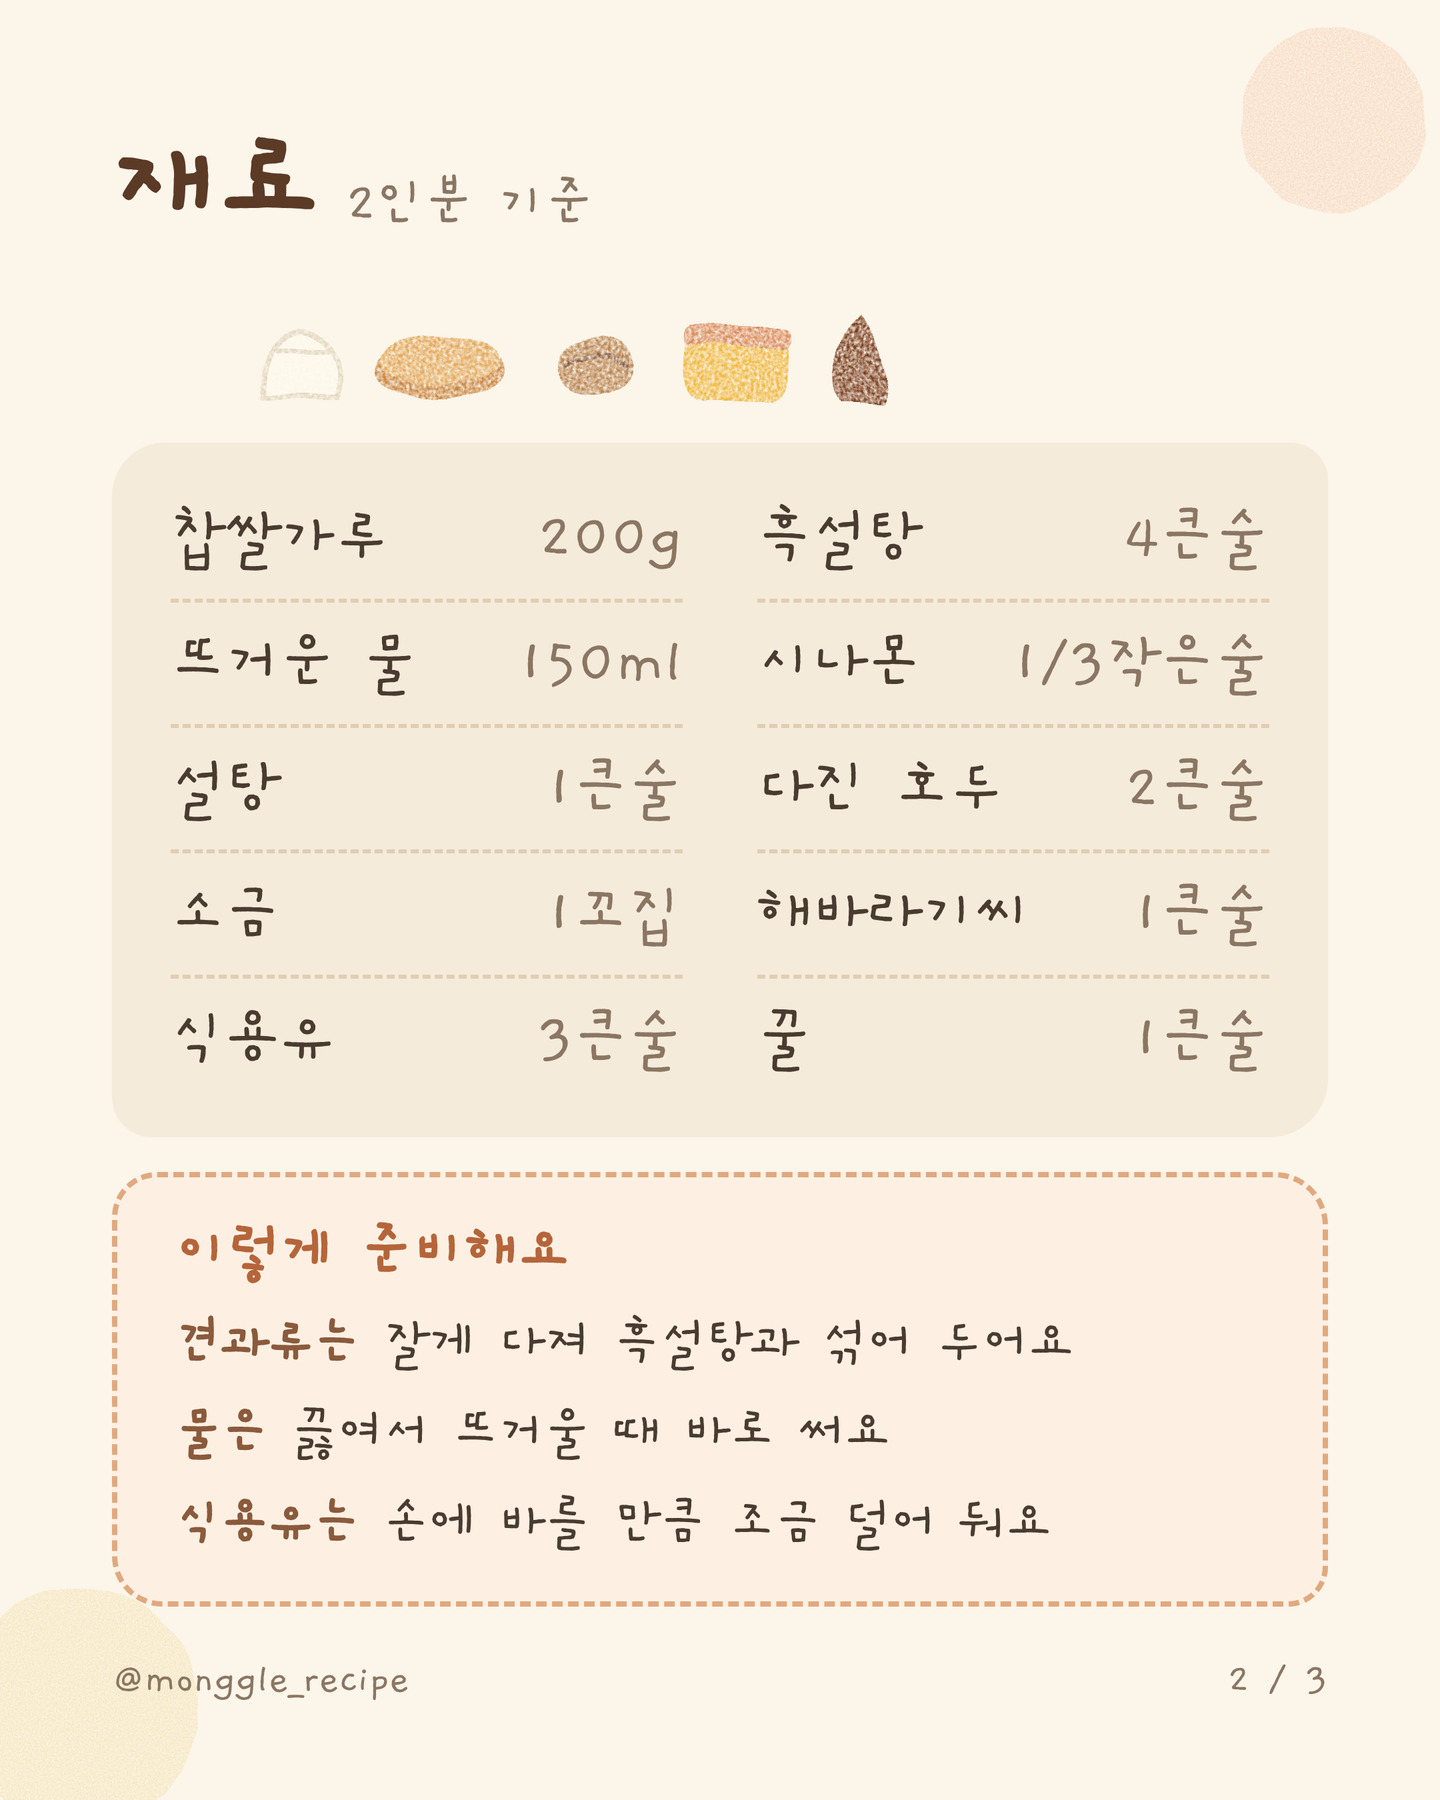 재료 2인분 기준
찹쌀가루 200g
뜨거운 물 150ml
설탕 1큰술
소금 1꼬집
식용유 3큰술
흑설탕 4큰술
시나몬 1/3작은술
다진 호두 2큰술
해바라기씨 1큰술
꿀 1큰술
이렇게 준비해요
견과류는 잘게 다져 흑설탕과 섞어 두어요
물은 끓여서 뜨거울 때 바로 써요
식용유는 손에 바를 만큼 조금 덜어 둬요
@monggle_recipe
2 / 3